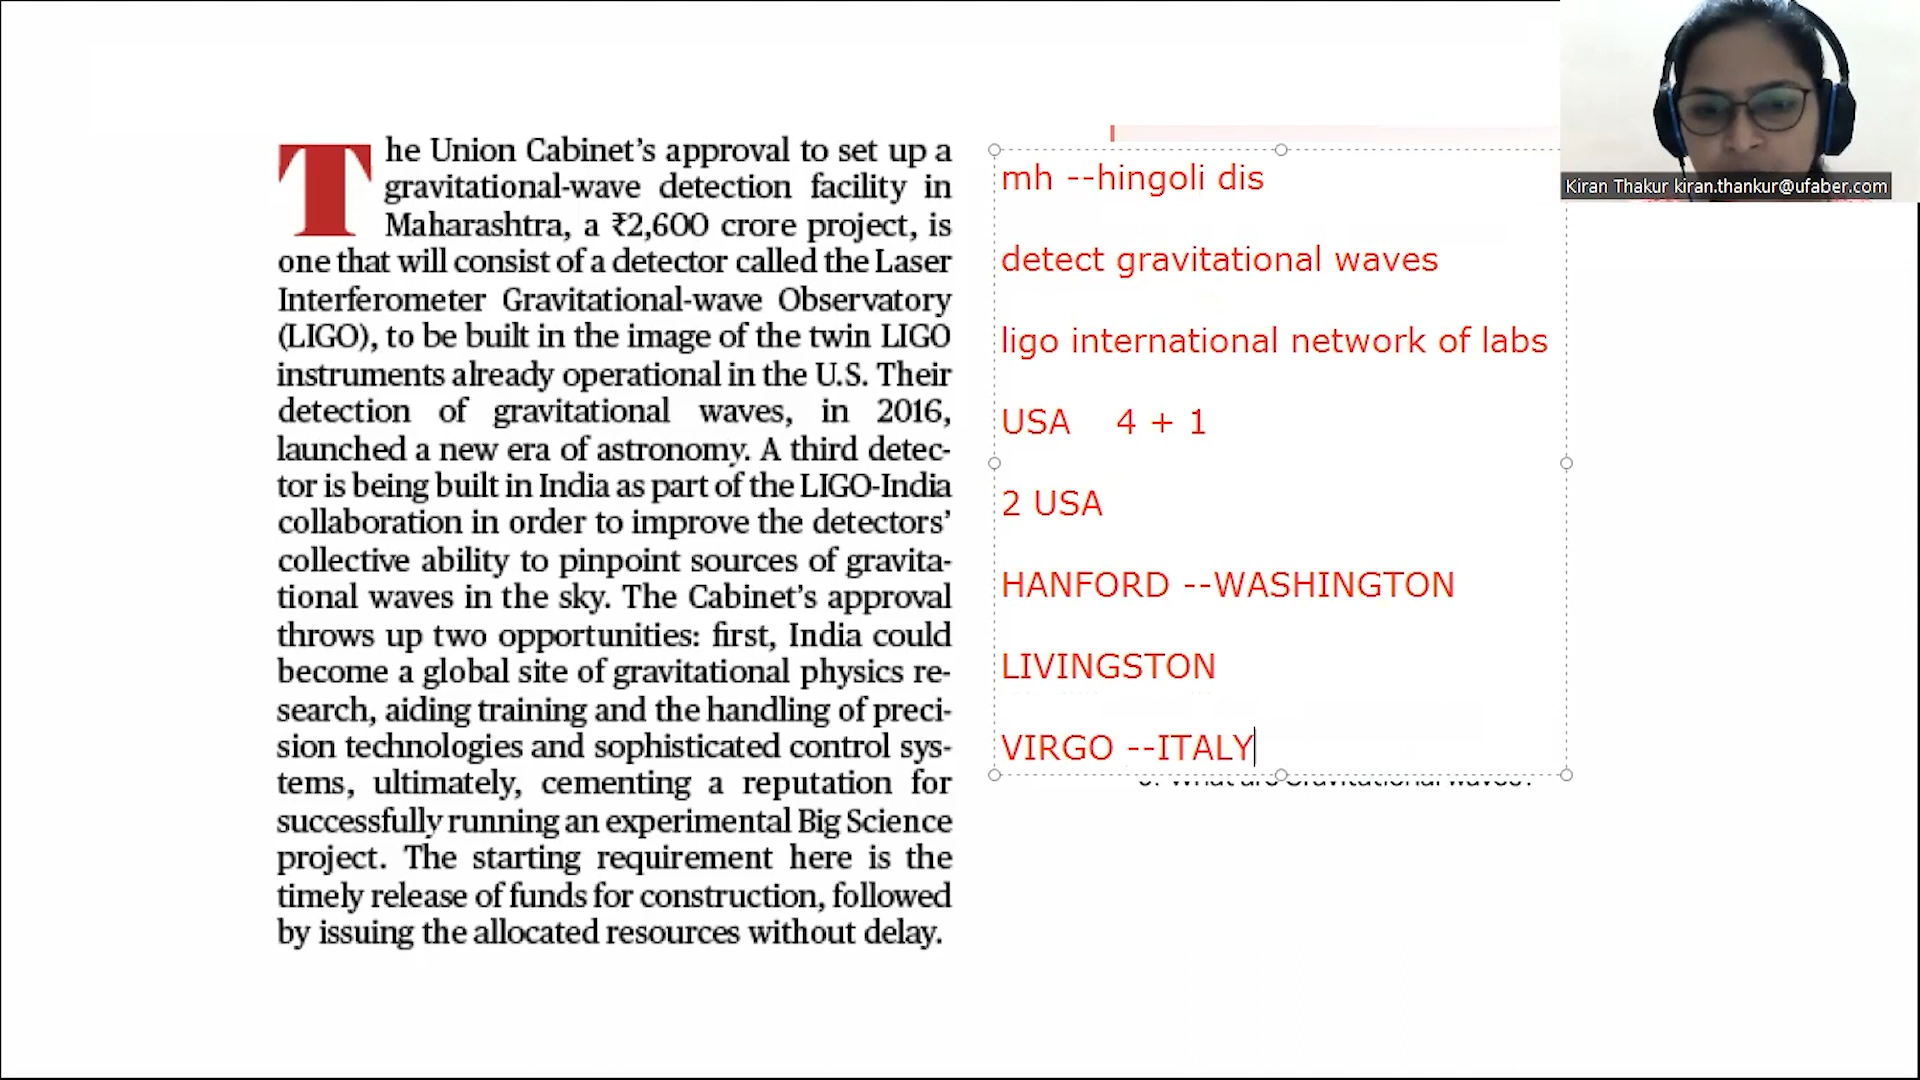 The Union Cabinet's approval to set up a
gravitational-wave detection facility in
Maharashtra, a ₹2,600 crore project, is
one that will consist of a detector called the Laser
Interferometer Gravitational-wave Observatory
(LIGO), to be built in the image of the twin LIGO
instruments already operational in the U.S. Their
detection of gravitational waves, in 2016,
launched a new era of astronomy. A third detec-
tor is being built in India as part of the LIGO-India
collaboration in order to improve the detectors'
collective ability to pinpoint sources of gravita-
tional waves in the sky. The Cabinet's approval
throws up two opportunities: first, India could
become a global site of gravitational physics re-
search, aiding training and the handling of preci-
sion technologies and sophisticated control sys-
tems, ultimately, cementing a reputation for
successfully running an experimental Big Science
project. The starting requirement here is the
timely release of funds for construction, followed
by issuing the allocated resources without delay.
mh --hingoli dis
detect gravitational waves
ligo international network of labs
USA 4 + 1
2 USA
HANFORD --WASHINGTON
LIVINGSTON
VIRGO --ITALY
What are Gravitational waves?
Kiran Thakur kiran.thankur@ufaber.com